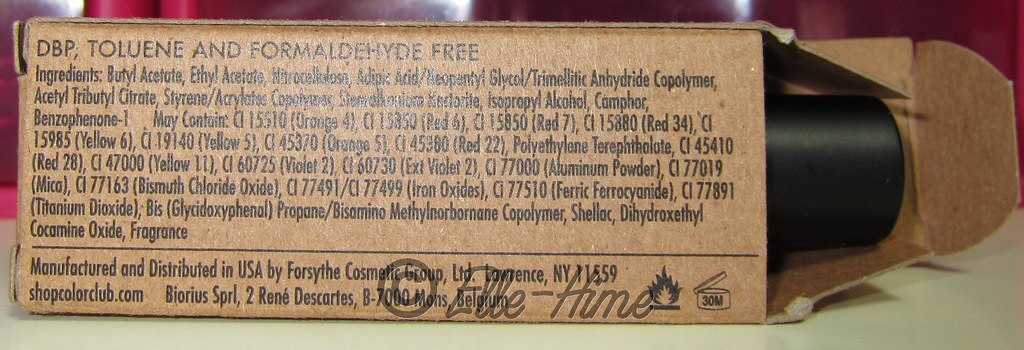 DBP, TOLUENE AND FORMALDEHYDE FREE
Ingredients: Butyl Acetate, Ethyl Acetate, Nitrocellulose, Adipic Acid/Neopentyl Glycol/Trimellitic Anhydride Copolymer,
Acetyl Tributyl Citrate, Styrene/Acrylates Copolymer, Stearalkonium Hectorite, Isopropyl Alcohol, Camphor,
Benzophenone-1 May Contain: CI 15510 (Orange 4), CI 15850 (Red 6), CI 15850 (Red 7), CI 15880 (Red 34), CI
15985 (Yellow 6), CI 19140 (Yellow 5), CI 45370 (Orange 5), CI 45380 (Red 22), Polyethylene Terephthalate, CI 45410
(Red 28), CI 47000 (Yellow 11), CI 60725 (Violet 2), CI 60730 (Ext Violet 2), CI 77000 (Aluminum Powder), CI 77019
(Mica), CI 77163 (Bismuth Chloride Oxide), CI 77491/CI 77499 (Iron Oxides), CI 77510 (Ferric Ferrocyanide), CI 77891
(Titanium Dioxide), Bis (Glycidoxyphenal) Propane/Bisamino Methylnorbornane Copolymer, Shellac, Dihydroxethyl
Cocamine Oxide, Fragrance
Manufactured and Distributed in USA by Forsythe Cosmetic Group, Ltd. Lawrence, NY 11559
shopcolorclub.com Biorius Sprl, 2 René Descartes, B-7000 Mons, Belgium
30M
© Elle-Hime